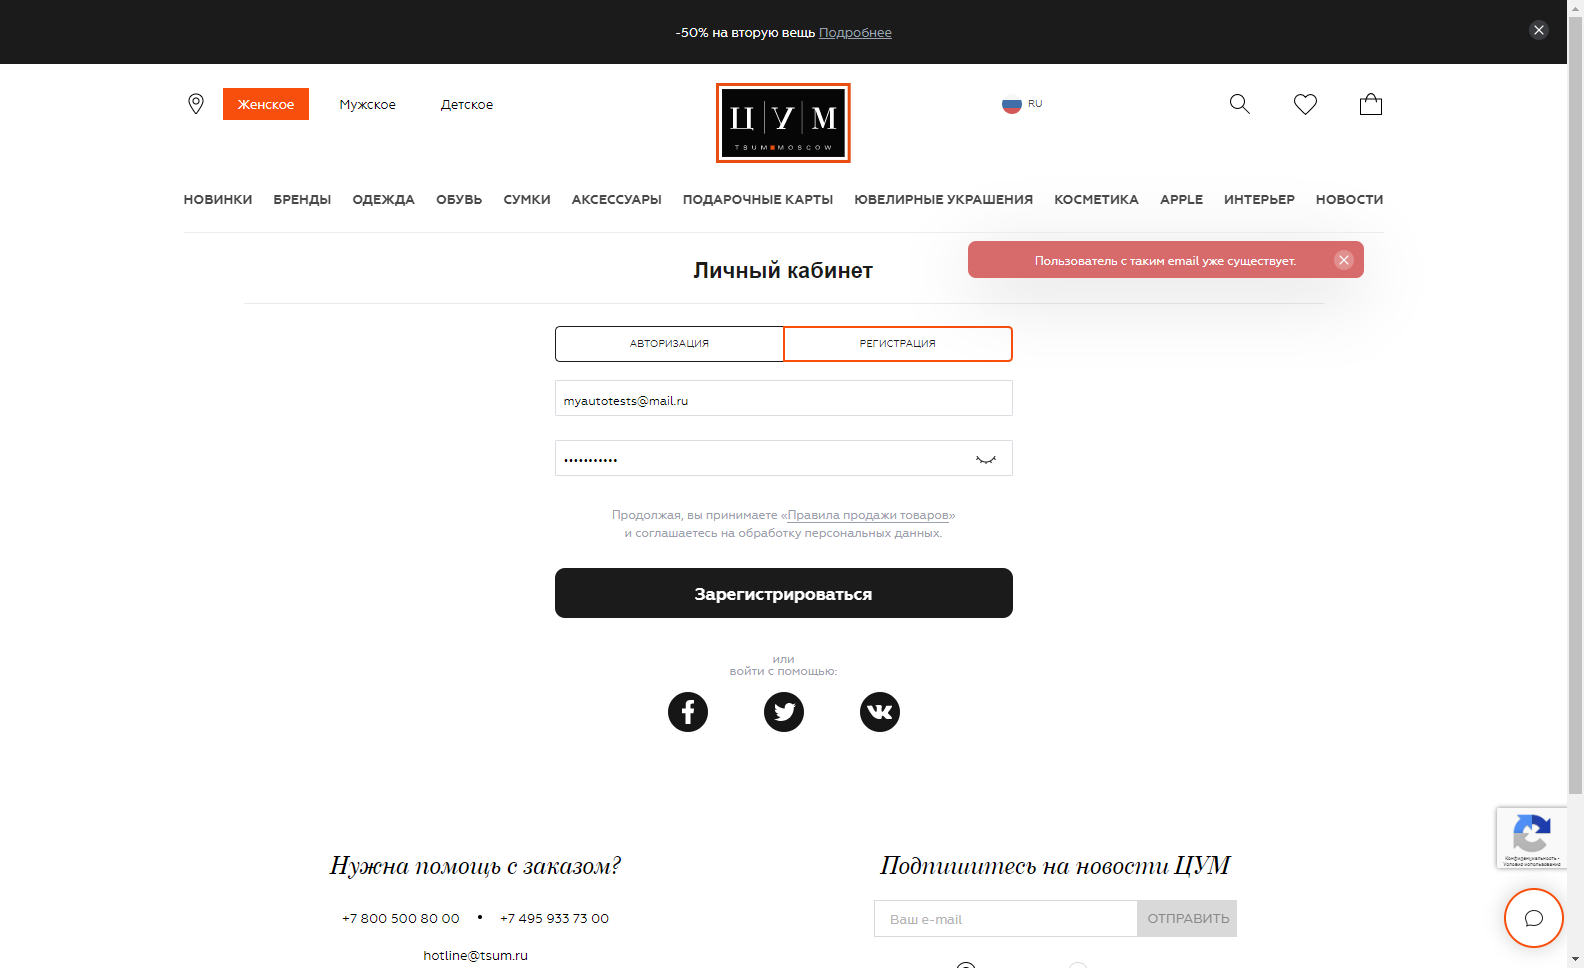 -50% на вторую вещь Подробнее
Женское
Мужское
Детское
ЦУМ
TSUM MOSCOW
RU
НОВИНКИ БРЕНДЫ ОДЕЖДА ОБУВЬ СУМКИ АКСЕССУАРЫ ПОДАРОЧНЫЕ КАРТЫ ЮВЕЛИРНЫЕ УКРАШЕНИЯ КОСМЕТИКА APPLE ИНТЕРЬЕР НОВОСТИ
Пользователь с таким email уже существует.
Личный кабинет
АВТОРИЗАЦИЯ
РЕГИСТРАЦИЯ
myautotests@mail.ru
•••••••••••
Продолжая, вы принимаете «Правила продажи товаров»
и соглашаетесь на обработку персональных данных.
Зарегистрироваться
или
войти с помощью:
Конфиденциальность -
Условия использования
Нужна помощь с заказом?
+7 800 500 80 00 • +7 495 933 73 00
hotline@tsum.ru
Подпишитесь на новости ЦУМ
Ваш e-mail
ОТПРАВИТЬ